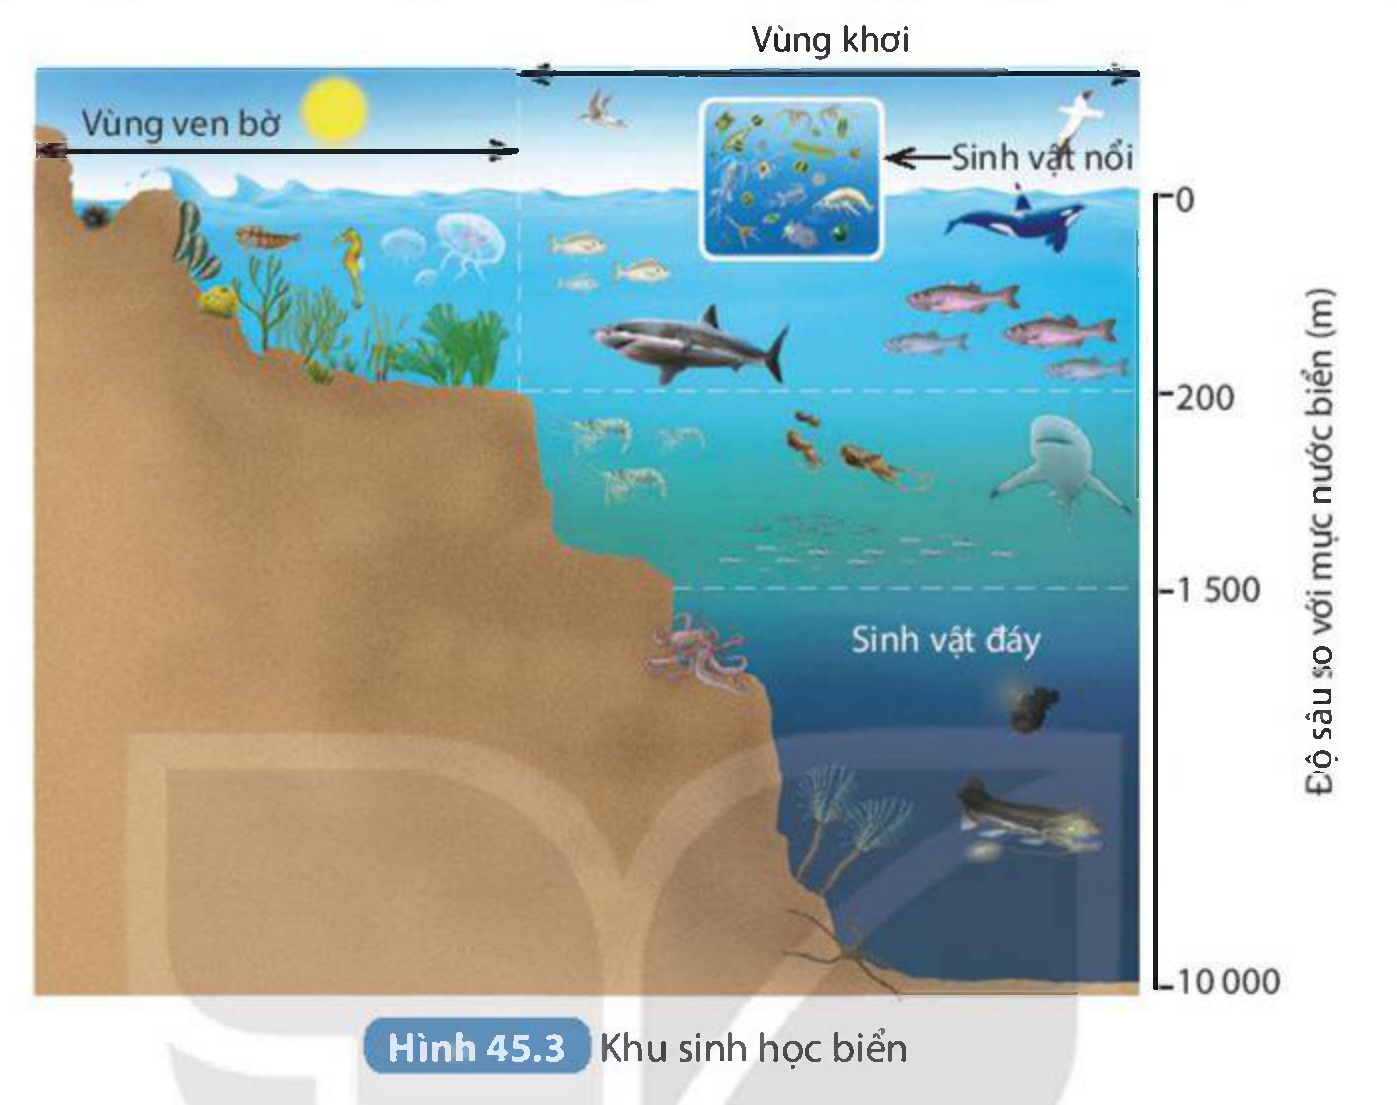 Vùng khơi
Vùng ven bờ
Sinh vật nổi
0
200
1 500
Sinh vật đáy
10 000
Độ sâu so với mực nước biển (m)
Hình 45.3 Khu sinh học biển